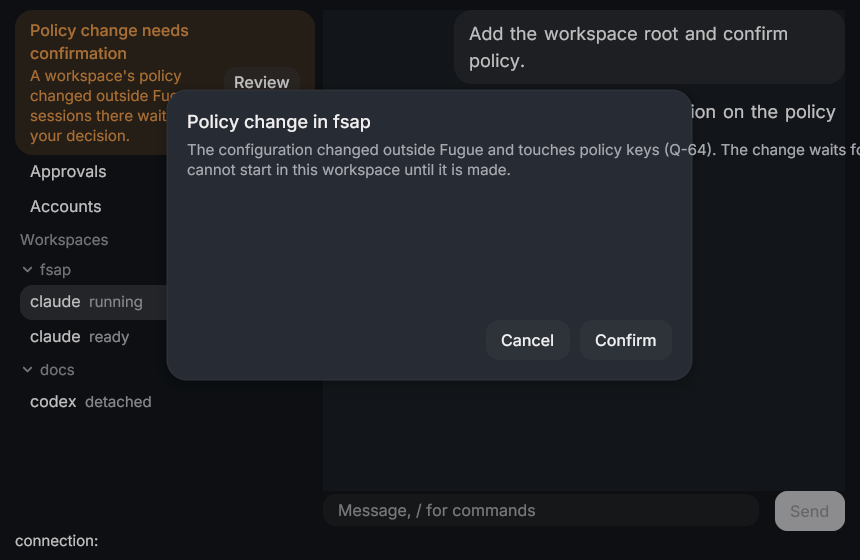 Policy change needs
confirmation
A workspace's policy
changed outside Fug
sessions there wait
your decision.
Review
Approvals
Accounts
Workspaces
fsap
claude running
claude ready
docs
codex detached
connection:
Add the workspace root and confirm
policy.
ion on the policy
Policy change in fsap
The configuration changed outside Fugue and touches policy keys (Q-64). The change waits fo
cannot start in this workspace until it is made.
Cancel
Confirm
Message, / for commands
Send